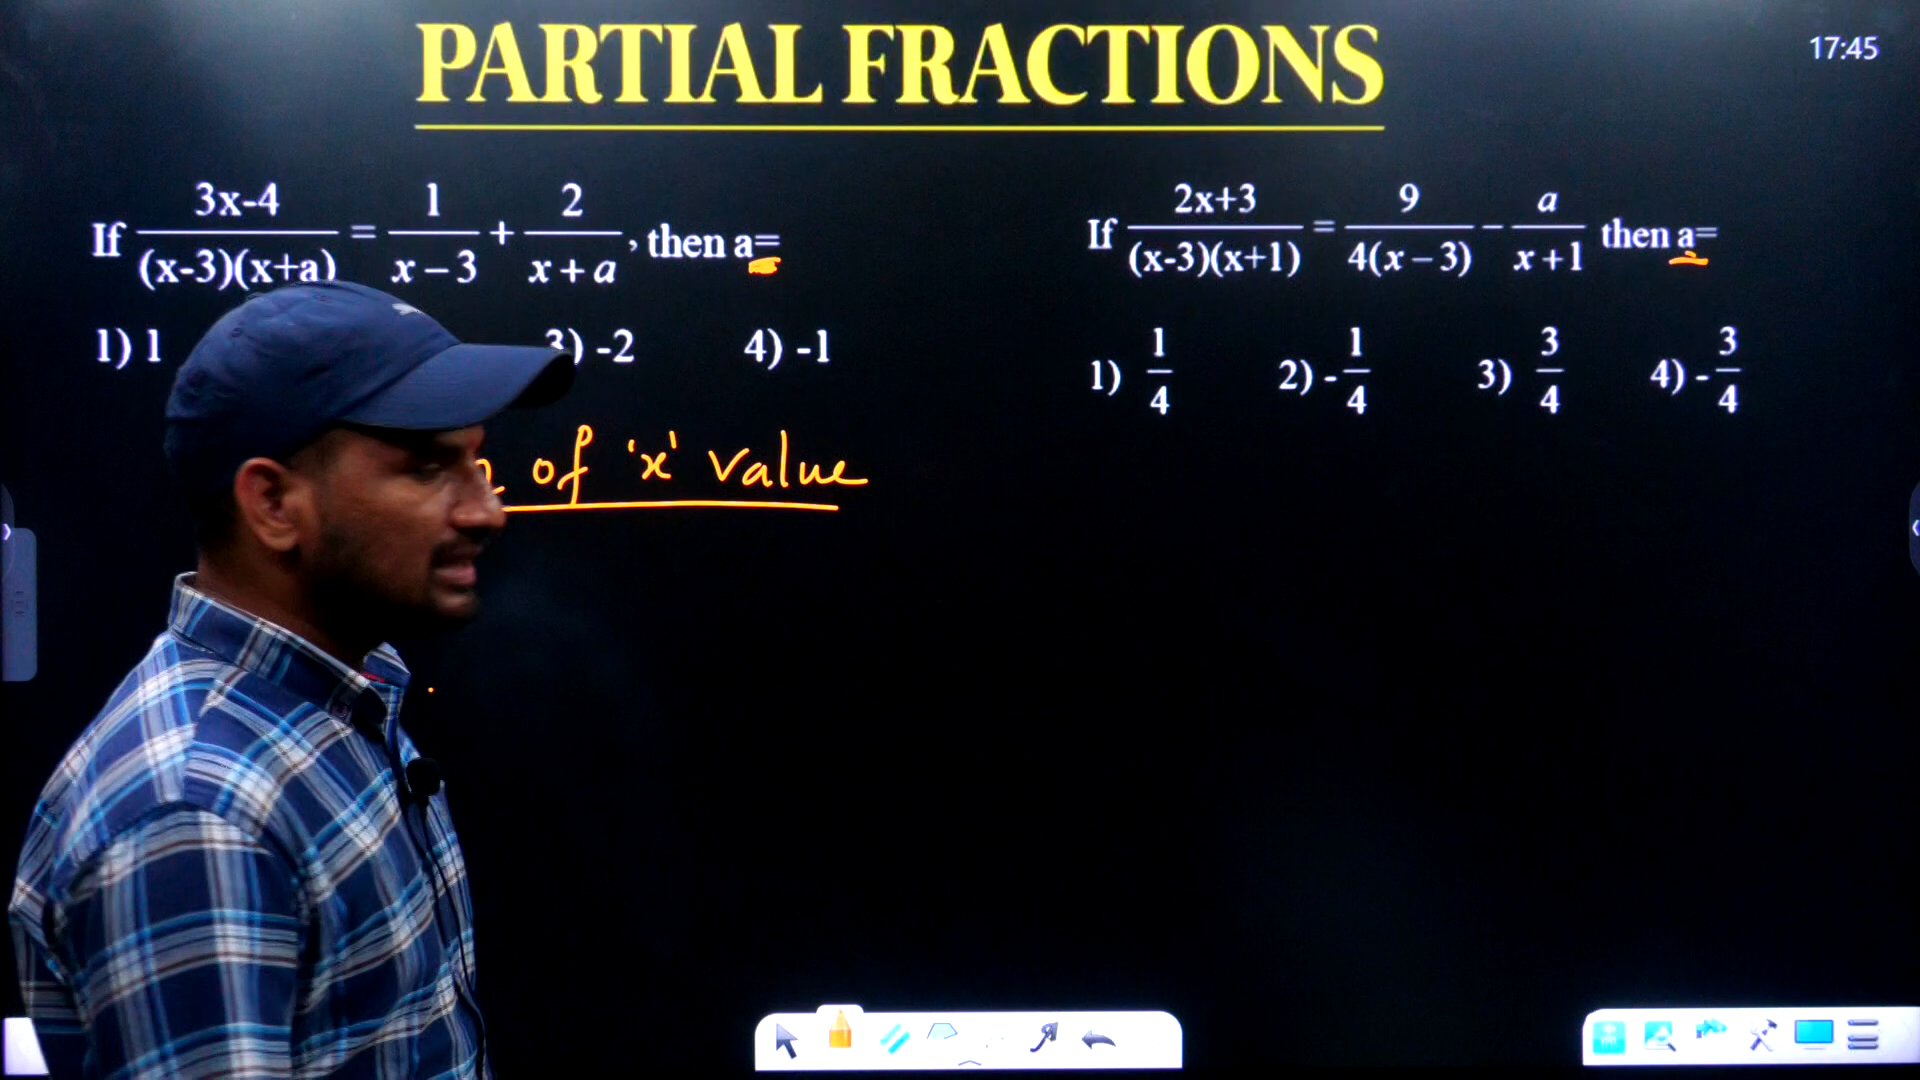 PARTIAL FRACTIONS
17:45
If (3x-4)/((x-3)(x+a)) = 1/(x-3) + 2/(x+a), then a=
1) 1 3) -2 4) -1
of 'x' value
If (2x+3)/((x-3)(x+1)) = 9/(4(x-3)) - a/(x+1) then a=
1) 1/4 2) -1/4 3) 3/4 4) -3/4